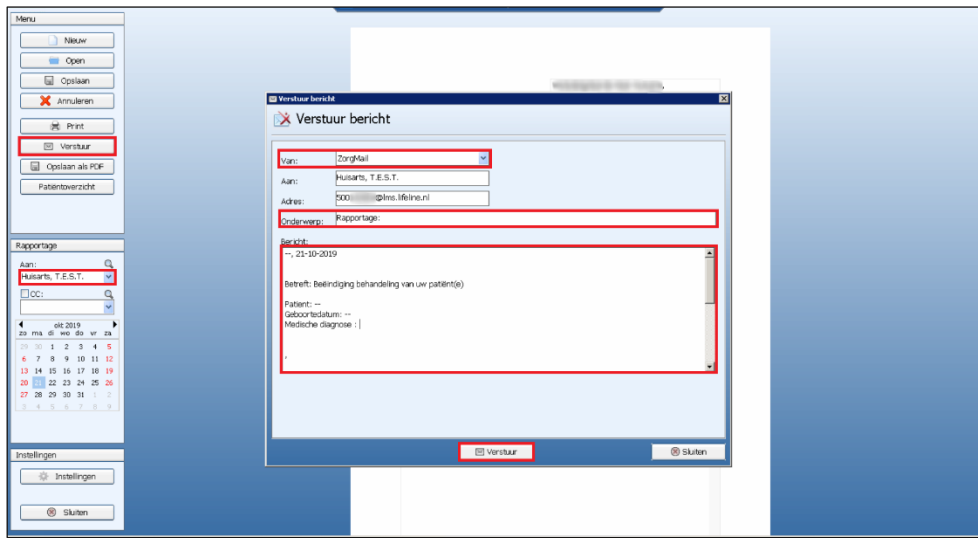 Menu
Nieuw
Open
Opslaan
Annuleren
Print
Verstuur
Opslaan als PDF
Patientoverzicht
Rapportage
Aan:
Huisarts, T.E.S.T.
CC:
okt 2019
zo ma di wo do vr za
29 30 1 2 3 4 5
6 7 8 9 10 11 12
13 14 15 16 17 18 19
20 21 22 23 24 25 26
27 28 29 30 31 1 2
3 4 5 6 7 8 9
Instellingen
Instellingen
Sluiten
Verstuur bericht
Verstuur bericht
Van: ZorgMail
Aan: Huisarts, T.E.S.T.
Adres: 500 @lms.lifeline.nl
Onderwerp: Rapportage:
Bericht:
--, 21-10-2019
Betreft: Beëindiging behandeling van uw patiënt(e)
Patient: --
Geboortedatum: --
Medische diagnose : 
,
Verstuur
Sluiten